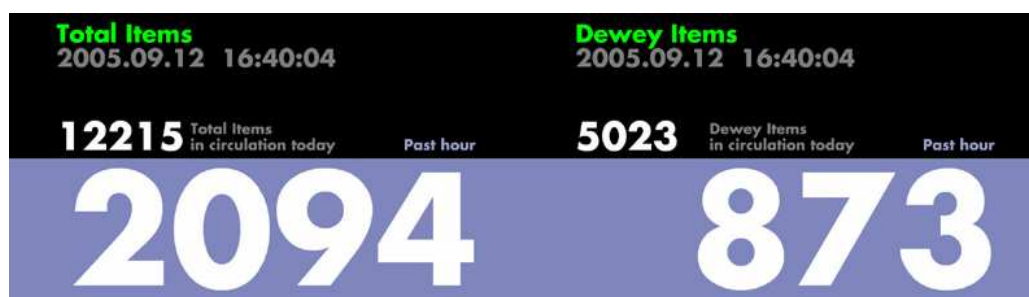 Total Items
2005.09.12 16:40:04
12215 Total Items
in circulation today
Past hour
2094
Dewey Items
2005.09.12 16:40:04
5023 Dewey Items
in circulation today
Past hour
873